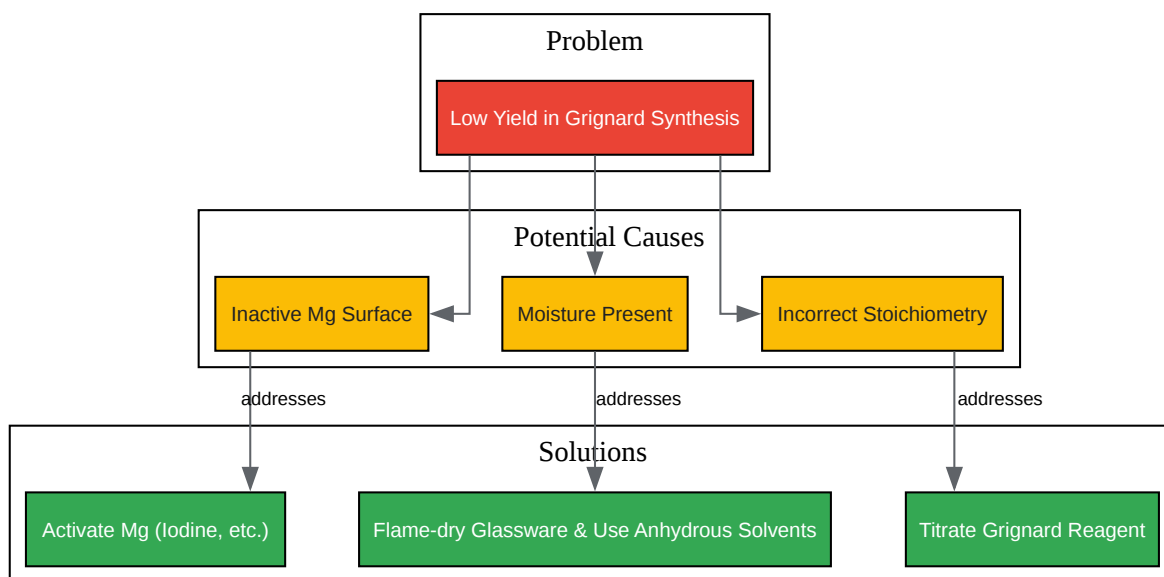 Problem
Low Yield in Grignard Synthesis
Potential Causes
Inactive Mg Surface
Moisture Present
Incorrect Stoichiometry
addresses
addresses
addresses
Solutions
Activate Mg (Iodine, etc.)
Flame-dry Glassware & Use Anhydrous Solvents
Titrate Grignard Reagent